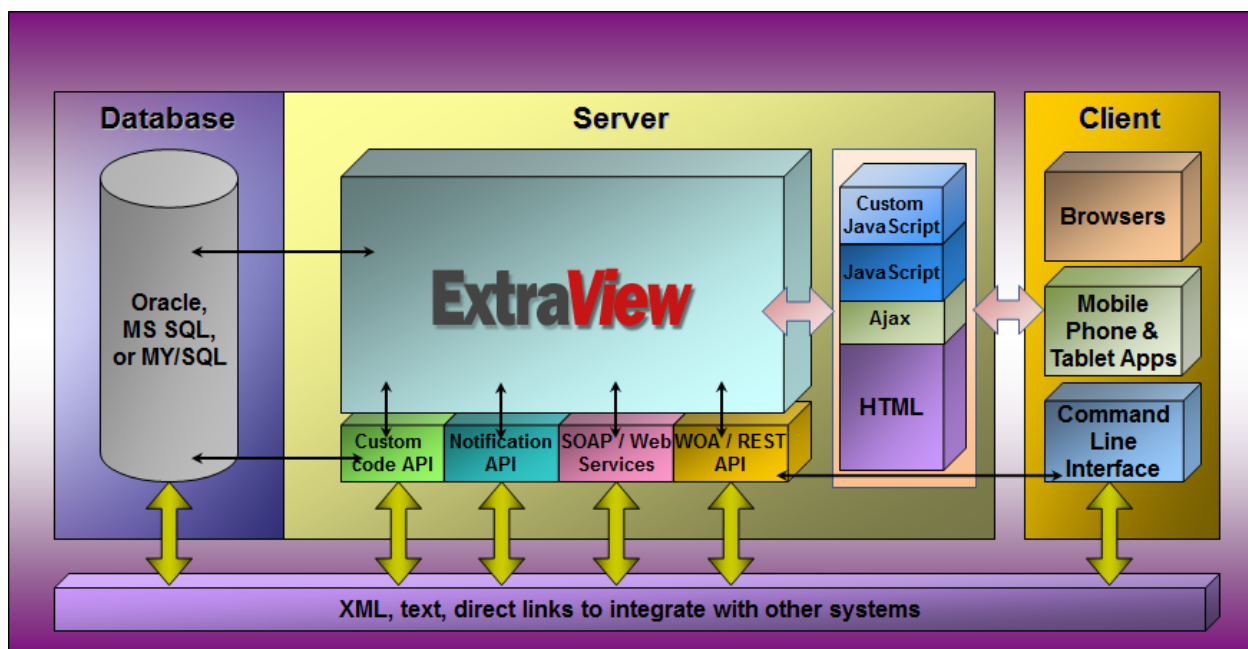 Database
Server
Client
Oracle,
MS SQL,
or MY/SQL
ExtraView
Custom
code API
Notification
API
SOAP / Web
Services
WOA / REST
API
Custom
JavaScript
JavaScript
Ajax
HTML
Browsers
Mobile
Phone &
Tablet Apps
Command
Line
Interface
XML, text, direct links to integrate with other systems